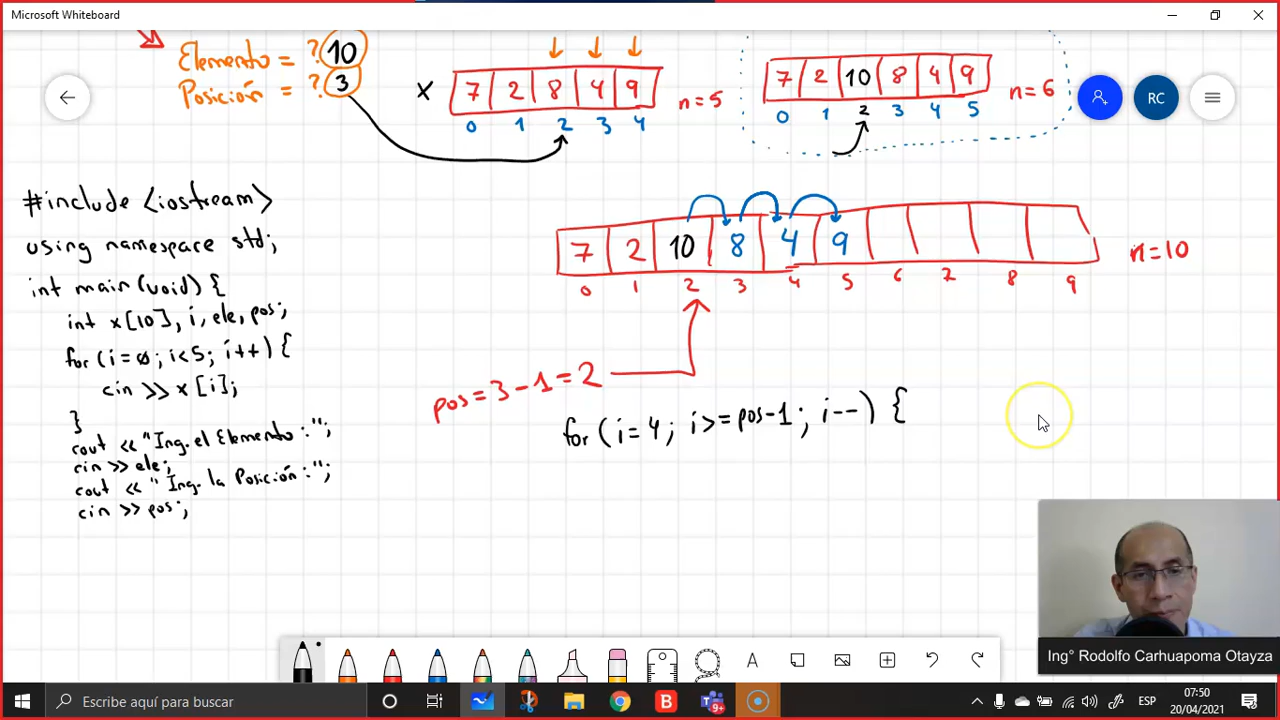 Microsoft Whiteboard
Elemento = ? 10
Posición = ? 3
x 7 2 8 4 9 n=5
0 1 2 3 4
7 2 10 8 4 9 n=6
0 1 2 3 4 5
RC
#include <iostream>
using namespace std;
int main(void) {
int x[10], i, ele, pos;
for (i=0; i<5; i++) {
cin >> x[i];
}
cout << "Ing. el Elemento :";
cin >> ele;
cout << " Ing. la Posición :";
cin >> pos;
7 2 10 8 4 9 n=10
0 1 2 3 4 5 6 7 8 9
pos = 3 - 1 = 2
for (i = 4; i >= pos-1; i--) {
Ing° Rodolfo Carhuapoma Otayza
A
Escribe aquí para buscar
B
9+
ESP
07:50
20/04/2021